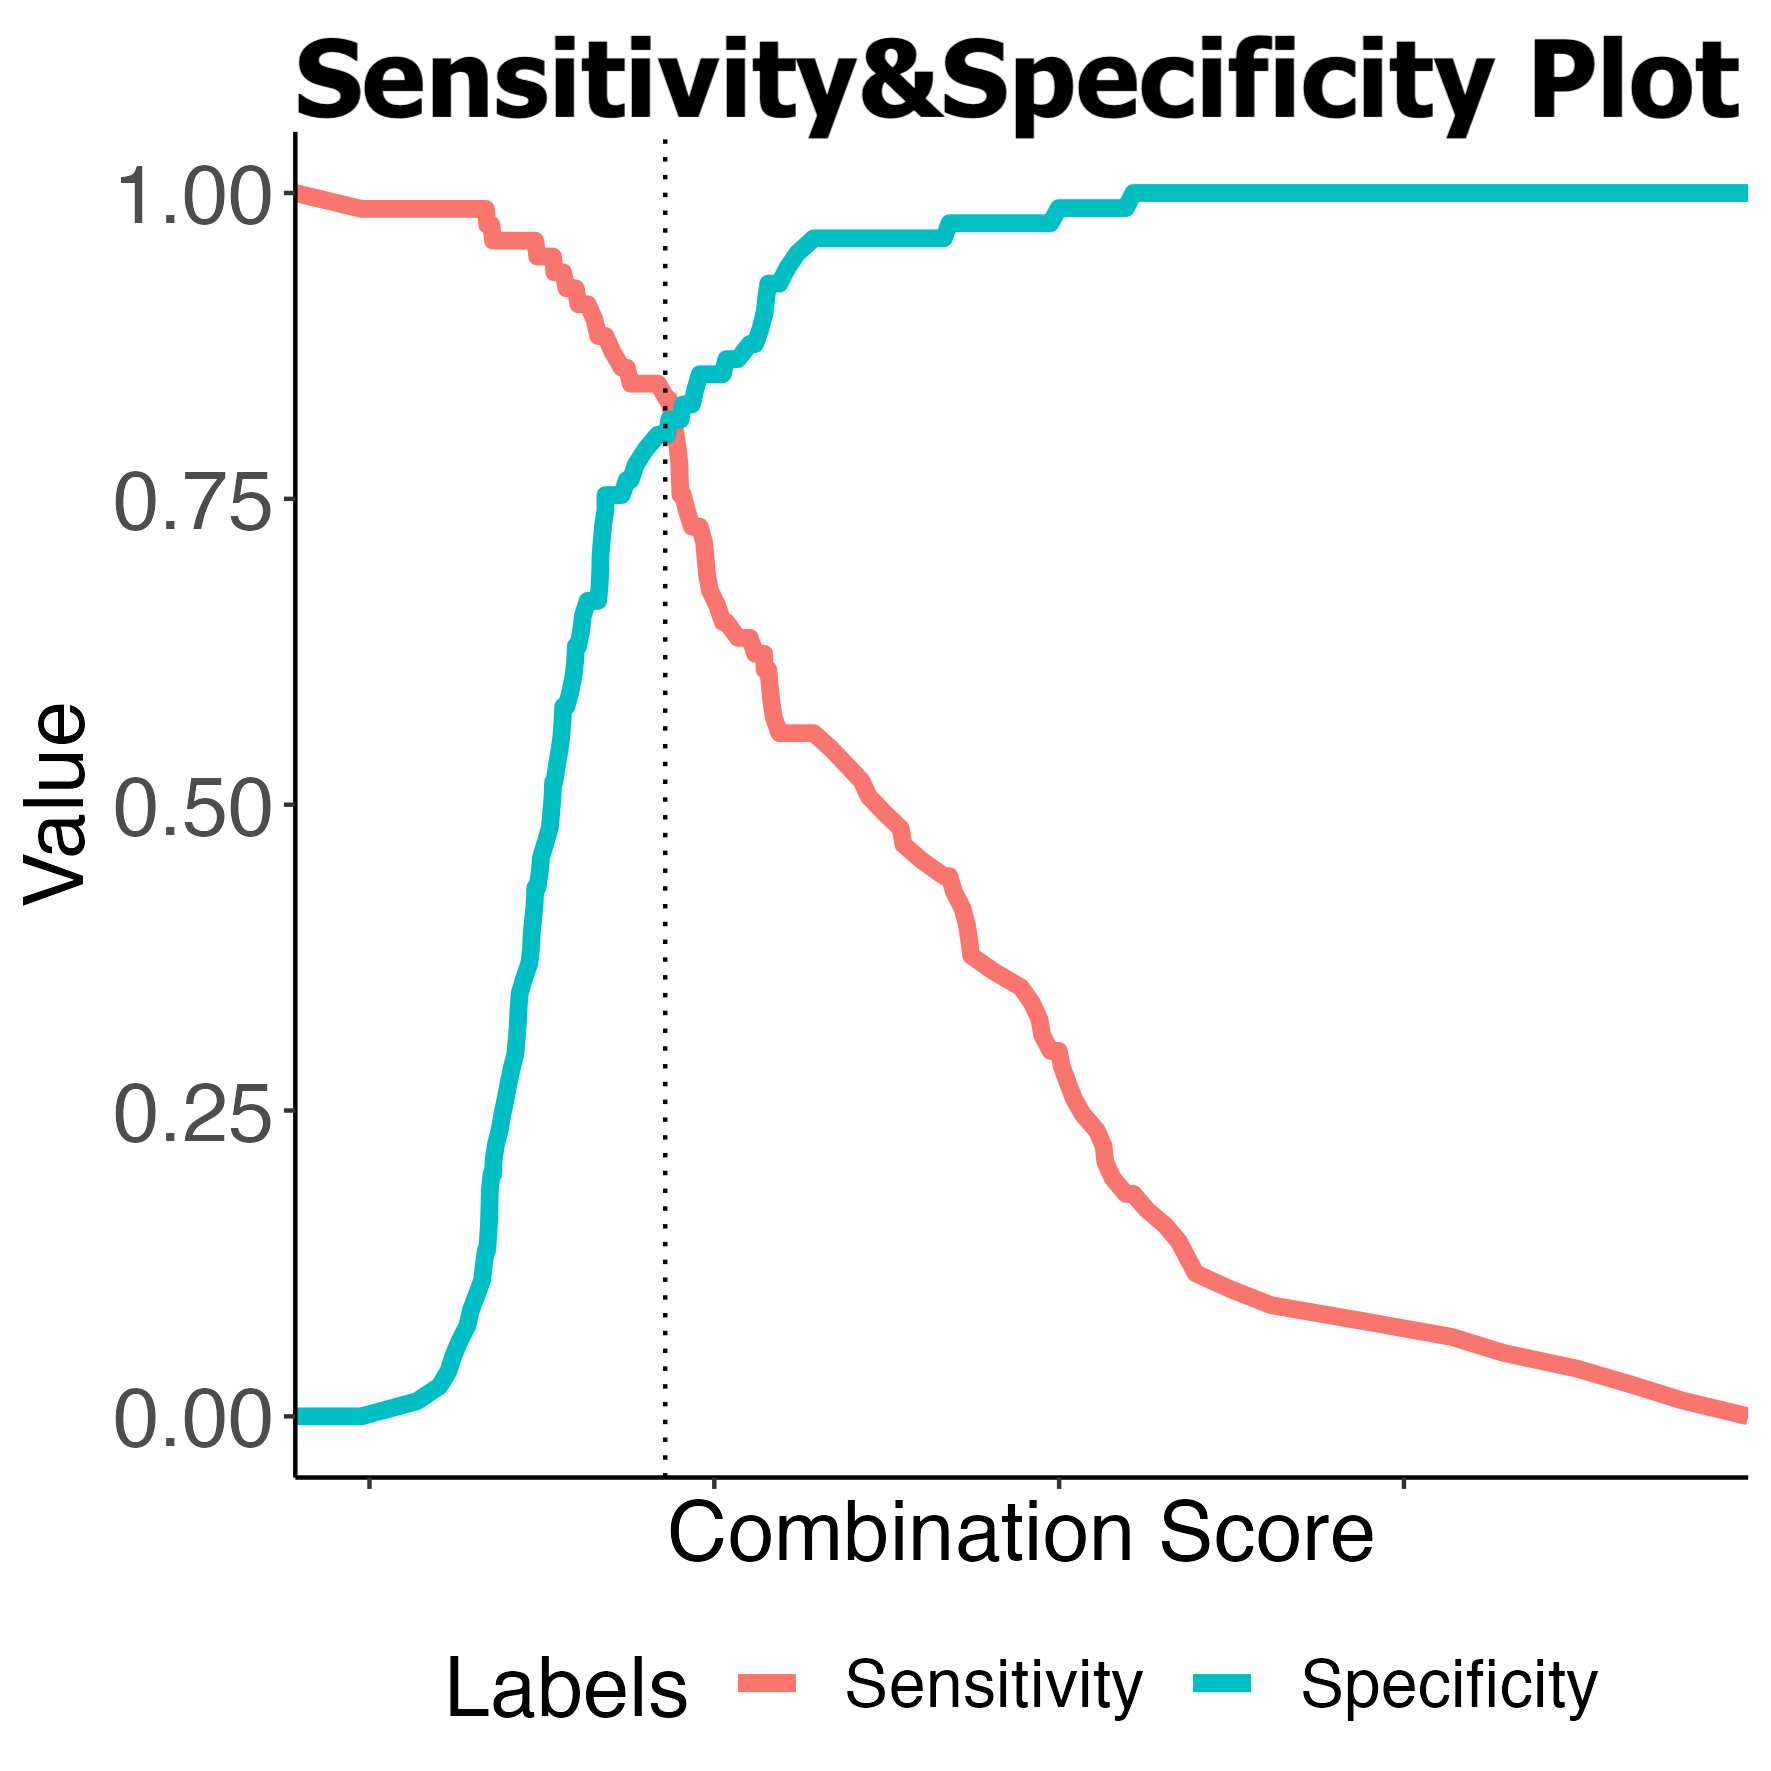 Sensitivity&Specificity Plot
1.00
0.75
0.50
0.25
0.00
Value
Combination Score
Labels Sensitivity Specificity